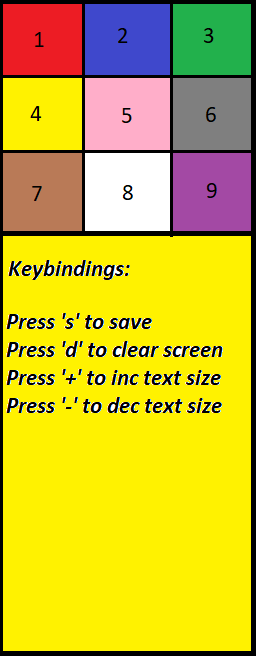 1 2 3
4 5 6
7 8 9
Keybindings:
Press 's' to save
Press 'd' to clear screen
Press '+' to inc text size
Press '-' to dec text size